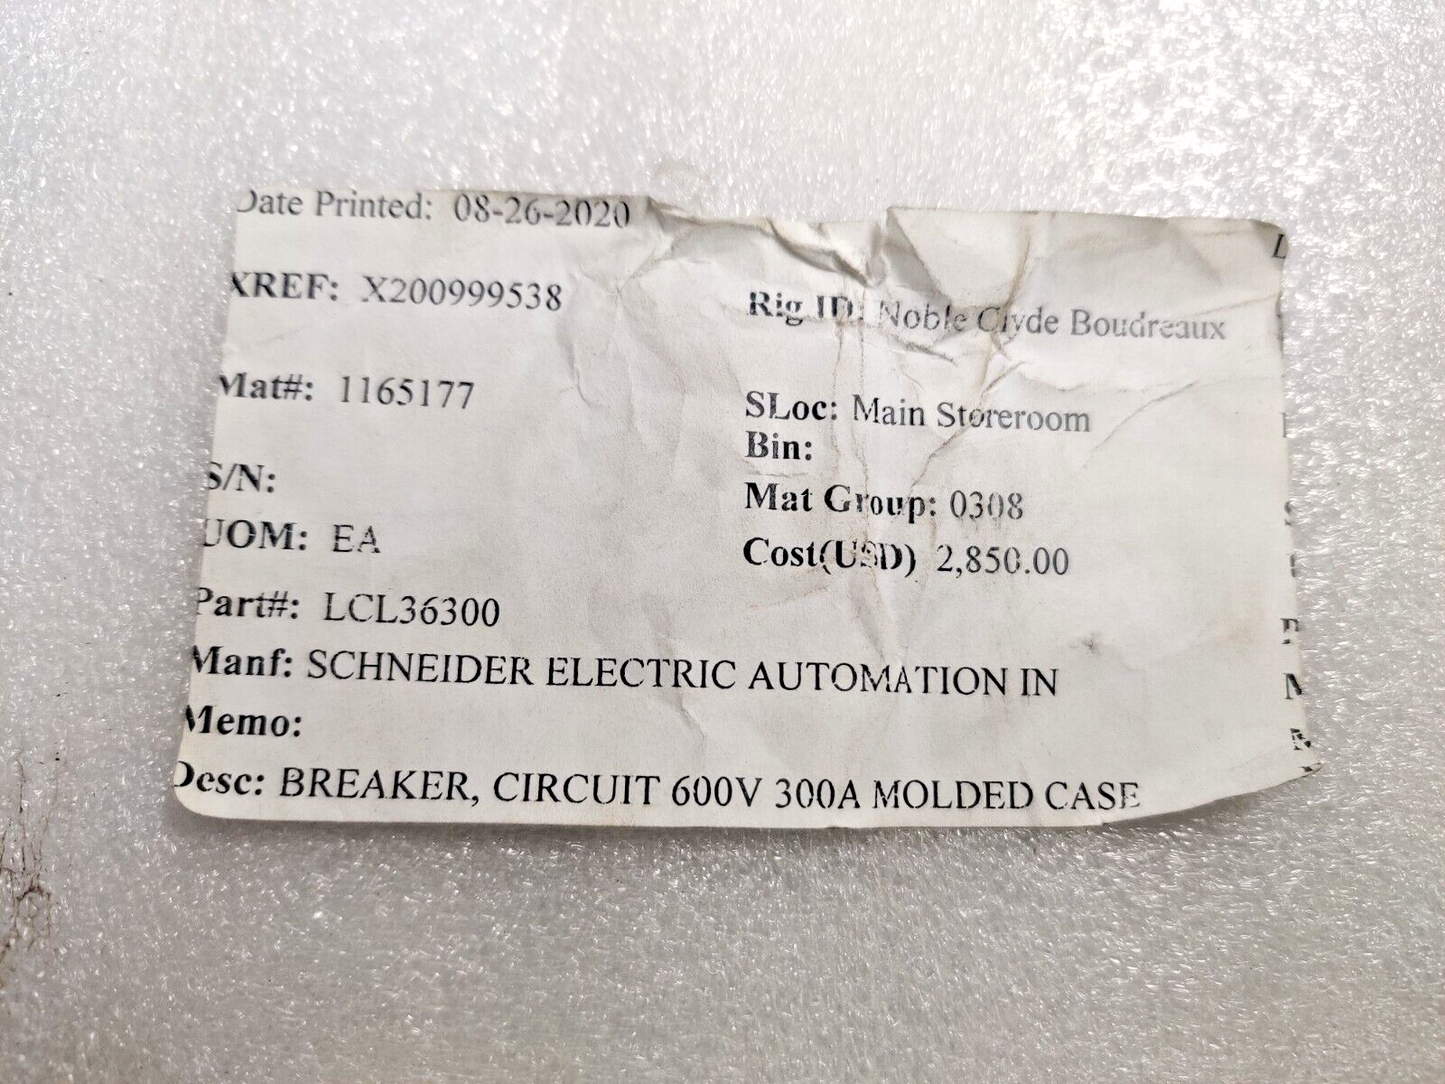 Date Printed: 08-26-2020
XREF: X200999538
Rig ID: Noble Clyde Boudreaux
Mat#: 1165177
SLoc: Main Storeroom
Bin:
S/N:
Mat Group: 0308
UOM: EA
Cost(USD) 2,850.00
Part#: LCL36300
Manf: SCHNEIDER ELECTRIC AUTOMATION IN
Memo:
Desc: BREAKER, CIRCUIT 600V 300A MOLDED CASE